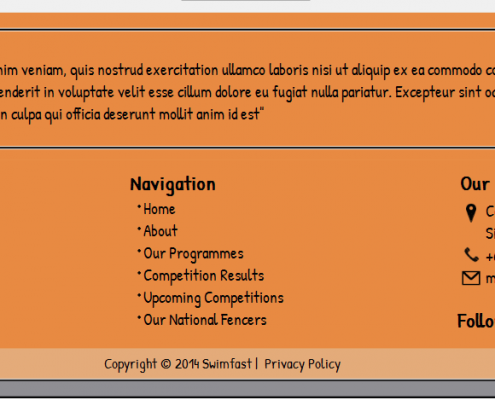 nim veniam, quis nostrud exercitation ullamco laboris nisi ut aliquip ex ea commodo co
enderit in voluptate velit esse cillum dolore eu fugiat nulla pariatur. Excepteur sint oc
n culpa qui officia deserunt mollit anim id est"
Navigation
• Home
• About
• Our Programmes
• Competition Results
• Upcoming Competitions
• Our National Fencers
Our
C
Si
+
m
Follo
Copyright © 2014 Swimfast | Privacy Policy